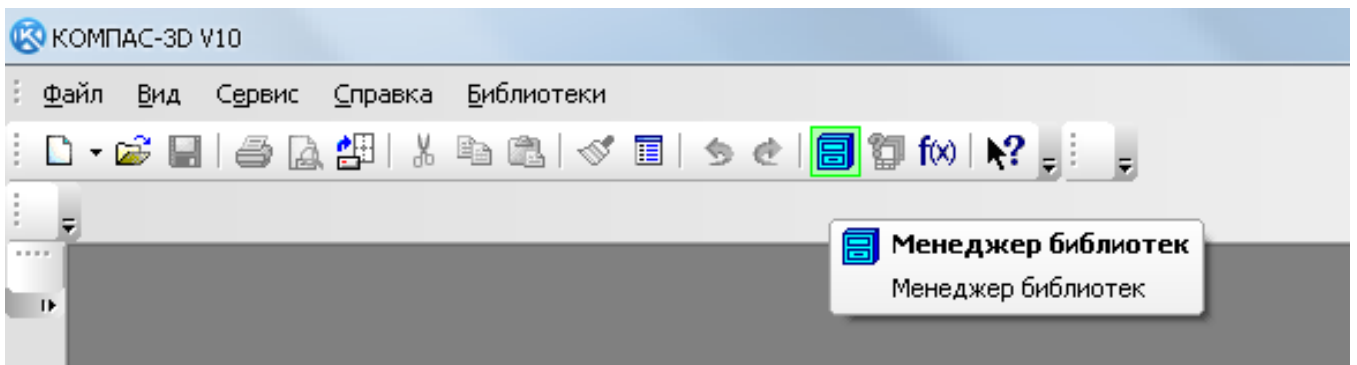 КОМПАС-3D V10
Файл Вид Сервис Справка Библиотеки
f(x) ?
Менеджер библиотек
Менеджер библиотек